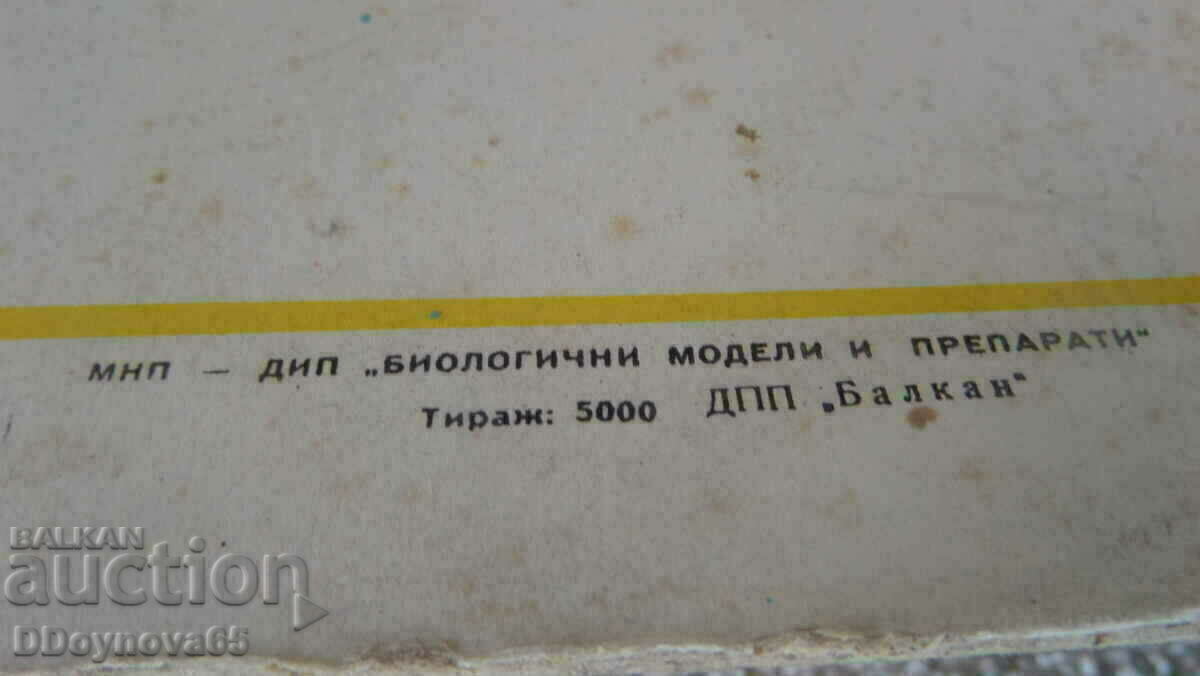 МНП — ДИП „БИОЛОГИЧНИ МОДЕЛИ И ПРЕПАРАТИ“
Тираж: 5000 ДПП „Балкан“
BALKAN
auction
DDoynova65